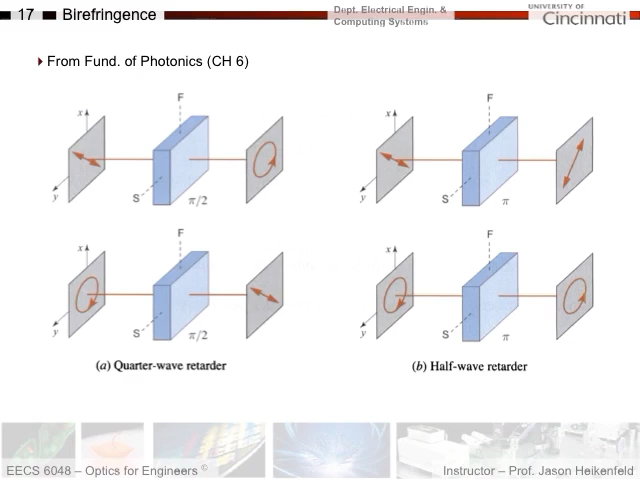 17 Birefringence
Dept. Electrical Engin. &
Computing Systems
UNIVERSITY OF
Cincinnati
From Fund. of Photonics (CH 6)
F
x
y
S
π/2
F
x
y
S
π
F
x
y
S
π/2
F
x
y
S
π
(a) Quarter-wave retarder
(b) Half-wave retarder
EECS 6048 – Optics for Engineers ©
Instructor – Prof. Jason Heikenfeld